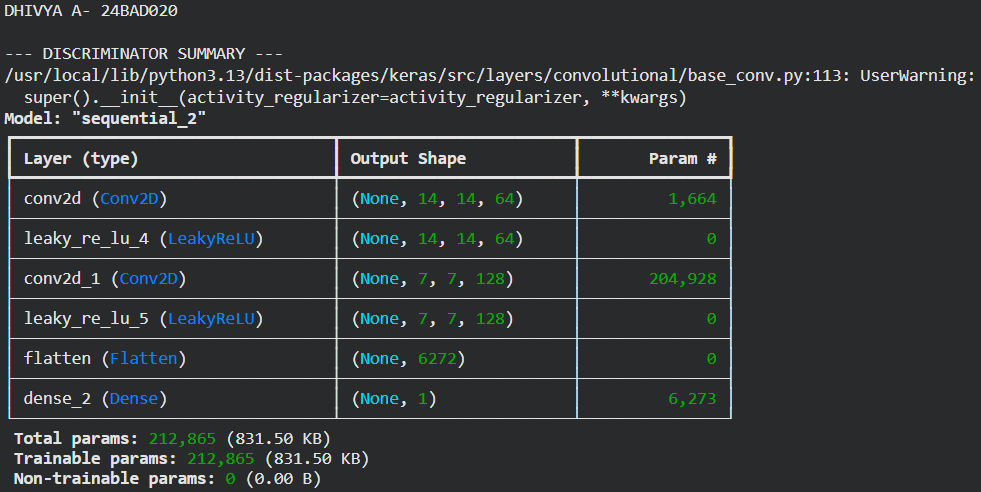 DHIVYA A- 24BAD020
--- DISCRIMINATOR SUMMARY ---
/usr/local/lib/python3.13/dist-packages/keras/src/layers/convolutional/base_conv.py:113: UserWarning:
super().__init__(activity_regularizer=activity_regularizer, **kwargs)
Model: "sequential_2"
Layer (type) Output Shape Param #
conv2d (Conv2D) (None, 14, 14, 64) 1,664
leaky_re_lu_4 (LeakyReLU) (None, 14, 14, 64) 0
conv2d_1 (Conv2D) (None, 7, 7, 128) 204,928
leaky_re_lu_5 (LeakyReLU) (None, 7, 7, 128) 0
flatten (Flatten) (None, 6272) 0
dense_2 (Dense) (None, 1) 6,273
Total params: 212,865 (831.50 KB)
Trainable params: 212,865 (831.50 KB)
Non-trainable params: 0 (0.00 B)